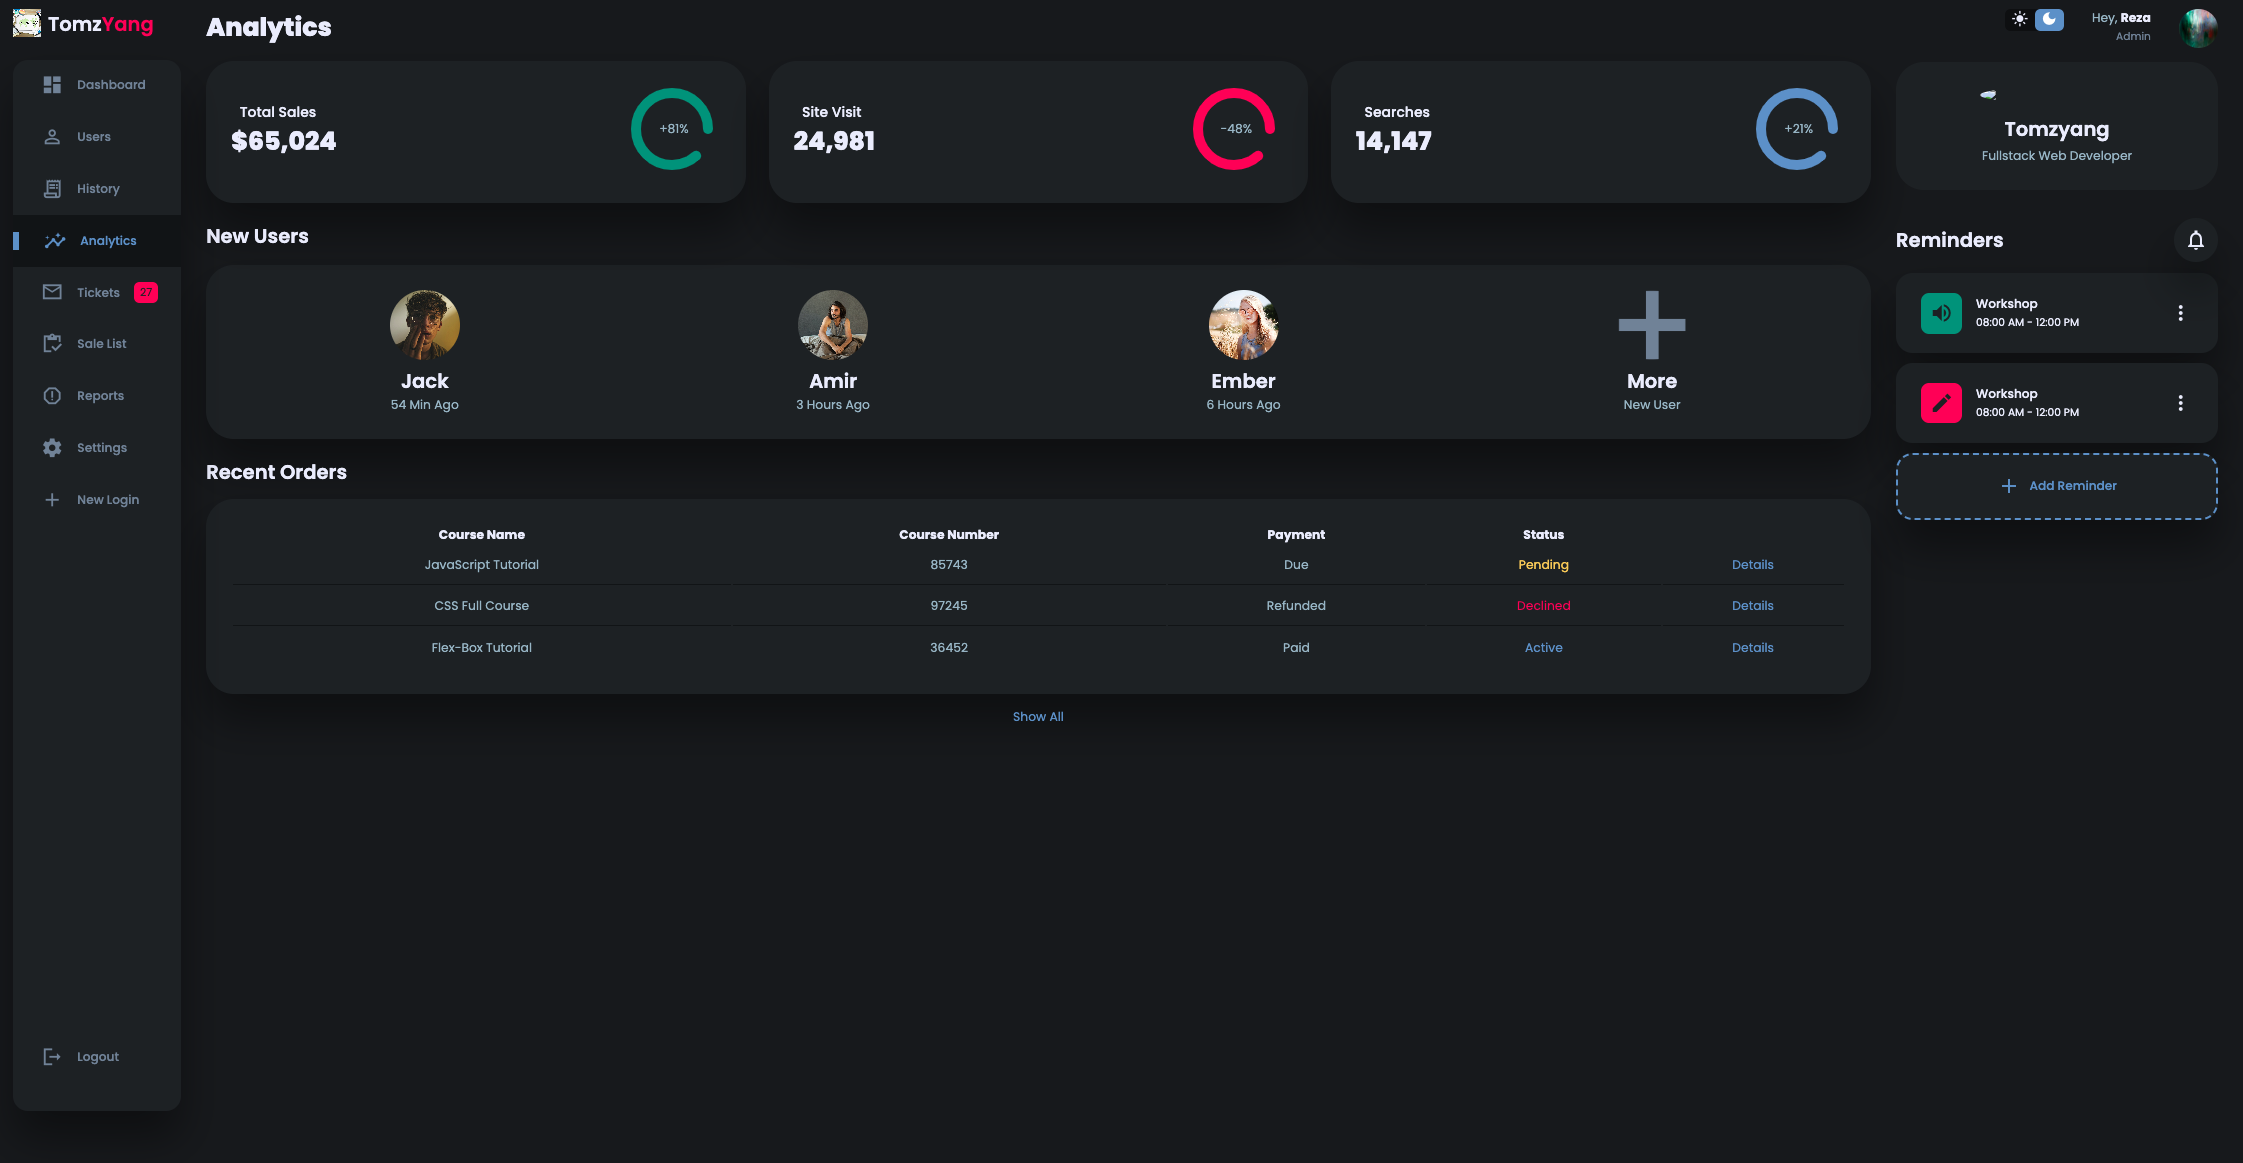 TomzYang
Dashboard
Users
History
Analytics
Tickets 27
Sale List
Reports
Settings
New Login
Logout
Analytics
Total Sales
$65,024
+81%
Site Visit
24,981
-48%
Searches
14,147
+21%
New Users
Jack
54 Min Ago
Amir
3 Hours Ago
Ember
6 Hours Ago
More
New User
Recent Orders
Course Name Course Number Payment Status
JavaScript Tutorial 85743 Due Pending Details
CSS Full Course 97245 Refunded Declined Details
Flex-Box Tutorial 36452 Paid Active Details
Show All
Hey, Reza
Admin
Tomzyang
Fullstack Web Developer
Reminders
Workshop
08:00 AM - 12:00 PM
Workshop
08:00 AM - 12:00 PM
Add Reminder